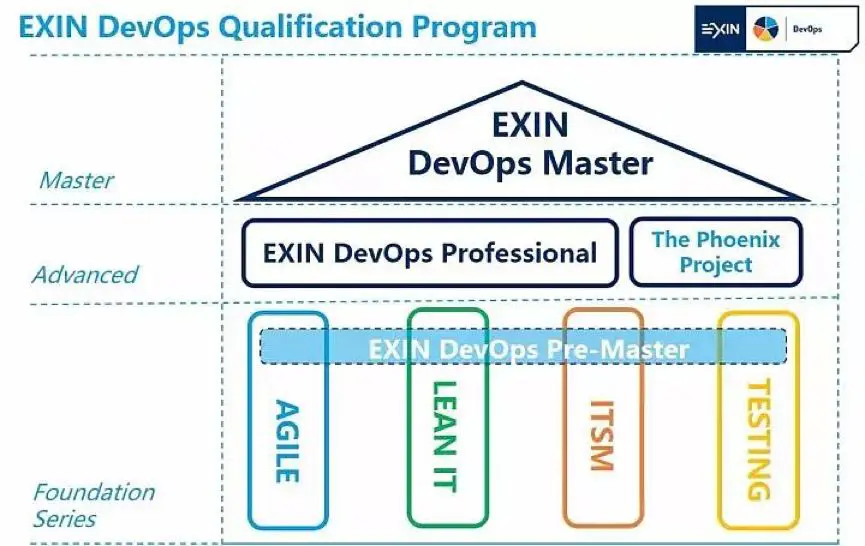 EXIN DevOps Qualification Program
EXIN DevOps
EXIN
DevOps Master
Master
EXIN DevOps Professional
The Phoenix
Project
Advanced
EXIN DevOps Pre-Master
AGILE
LEAN IT
ITSM
TESTING
Foundation
Series